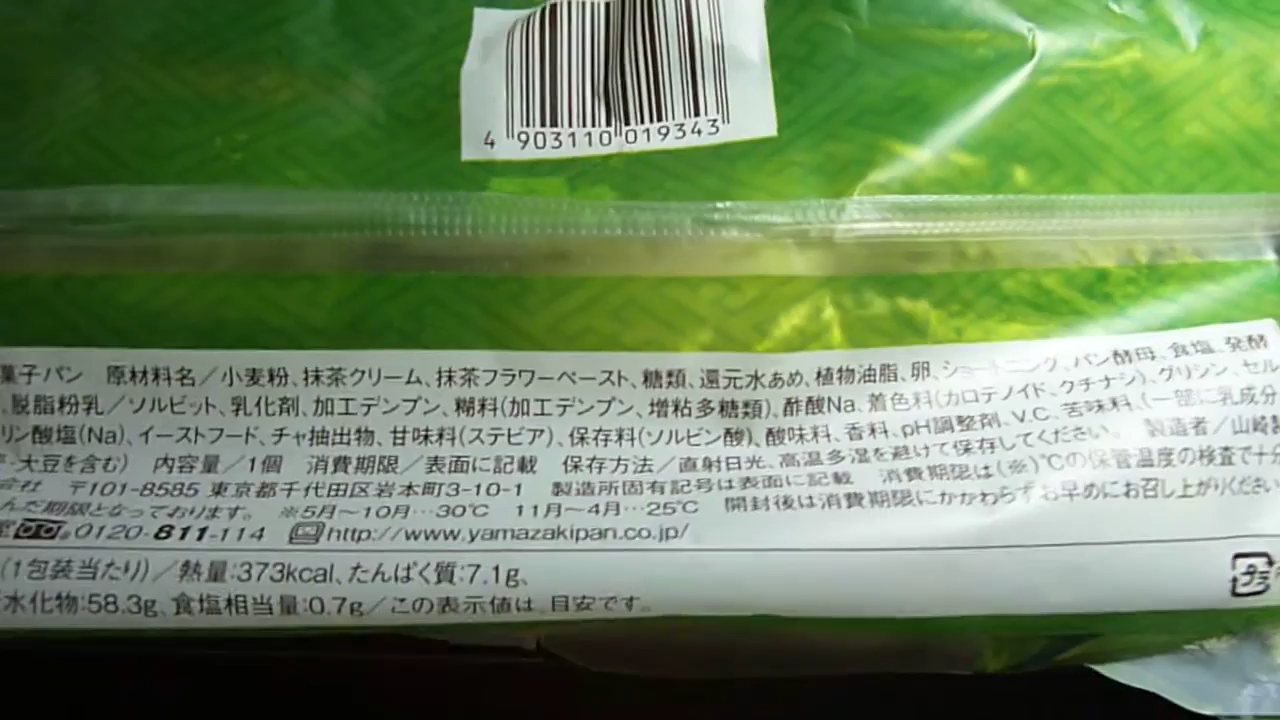 4 903110 019343
菓子パン 原材料名／小麦粉、抹茶クリーム、抹茶フラワーペースト、糖類、還元水あめ、植物油脂、卵、ショートニング、パン酵母、食塩、発酵
、脱脂粉乳／ソルビット、乳化剤、加工デンプン、糊料(加工デンプン、増粘多糖類)、酢酸Na、着色料(カロテノイド、クチナシ)、グリシン、セル
リン酸塩(Na)、イーストフード、チャ抽出物、甘味料(ステビア)、保存料(ソルビン酸)、酸味料、香料、pH調整剤、V.C、苦味料、(一部に乳成分
・大豆を含む) 内容量／1個 消費期限／表面に記載 保存方法／直射日光、高温多湿を避けて保存してください。 製造者／山崎製
会社 〒101-8585 東京都千代田区岩本町3-10-1 製造所固有記号は表面に記載 消費期限は(※)℃の保管温度の検査で十分
んだ期限となっております。 ※5月～10月…30℃ 11月～4月…25℃ 開封後は消費期限にかかわらずお早めにお召し上がりください
0120-811-114 http://www.yamazakipan.co.jp/
(1包装当たり)／熱量:373kcal、たんぱく質:7.1g、
水化物:58.3g、食塩相当量:0.7g／この表示値は、目安です。
プラ